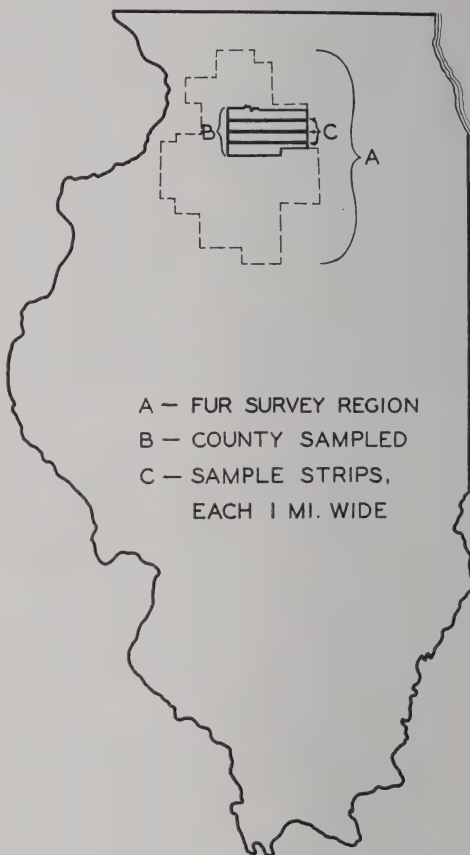 B
C
A
A — FUR SURVEY REGION
B — COUNTY SAMPLED
C — SAMPLE STRIPS,
EACH 1 MI. WIDE